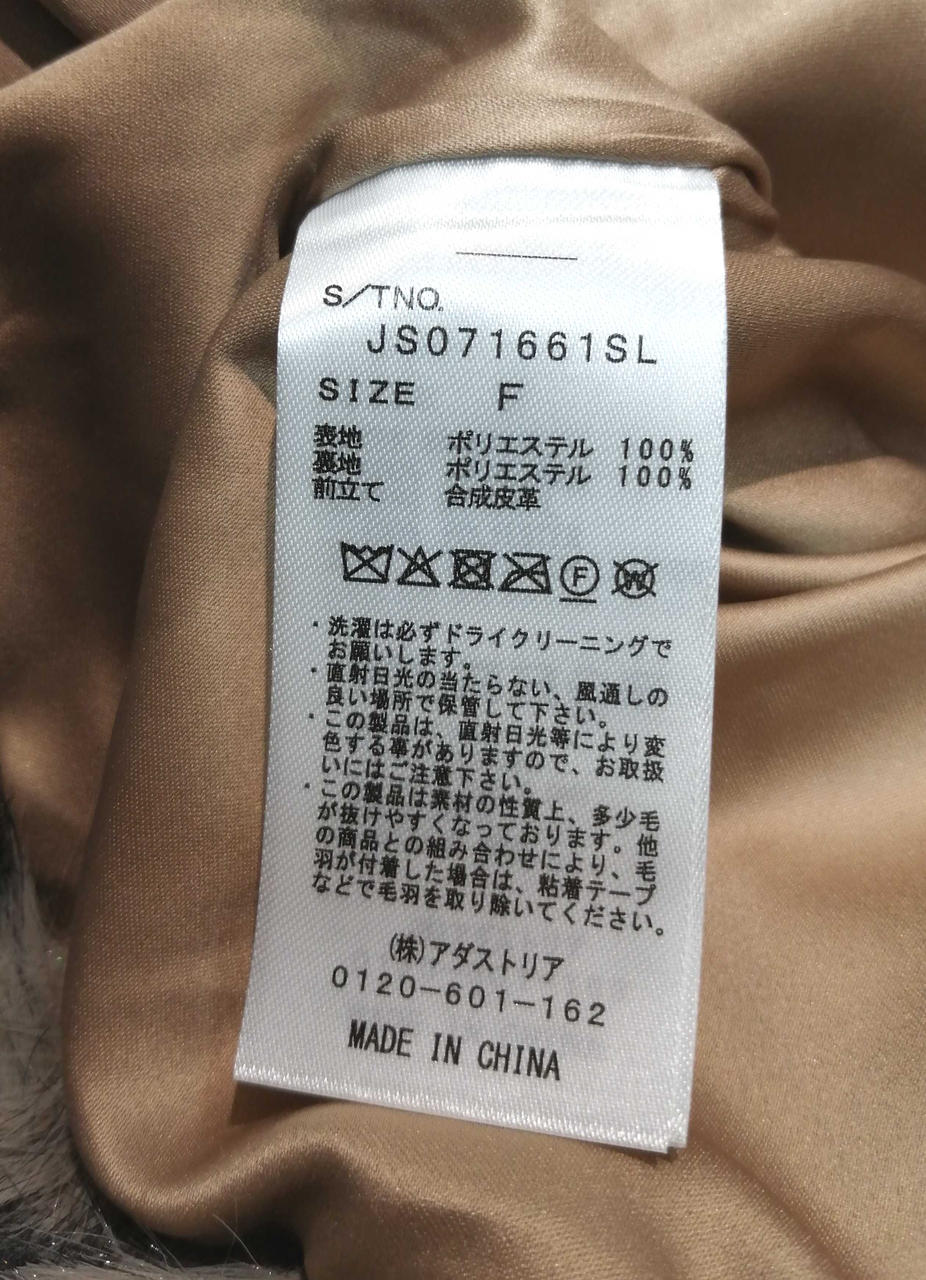 S/TNO.
JS071661SL
SIZE F
表地 ポリエステル 100%
裏地 ポリエステル 100%
前立て 合成皮革
F W
・洗濯は必ずドライクリーニングで
お願いします。
・直射日光の当たらない、風通しの
良い場所で保管して下さい。
・この製品は、直射日光等により変
色する事がありますので、お取扱
いにはご注意下さい。
・この製品は素材の性質上、多少毛
が抜けやすくなっております。他
の商品との組み合わせにより、毛
羽が付着した場合は、粘着テープ
などで毛羽を取り除いてください。
(株)アダストリア
0120-601-162
MADE IN CHINA